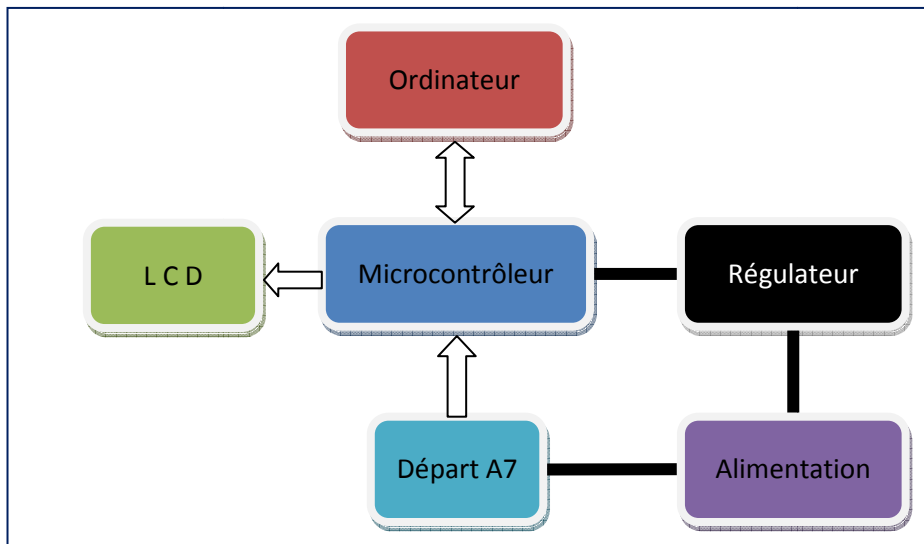 Ordinateur
L C D
Microcontrôleur
Régulateur
Départ A7
Alimentation